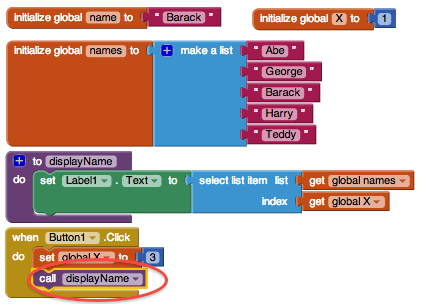 initialize global name to " Barack "
initialize global X to 1
initialize global names to make a list " Abe "
" George "
" Barack "
" Harry "
" Teddy "
to displayName
do set Label1 . Text to select list item list get global names
index get global X
when Button1 .Click
do set global X to 3
call displayName